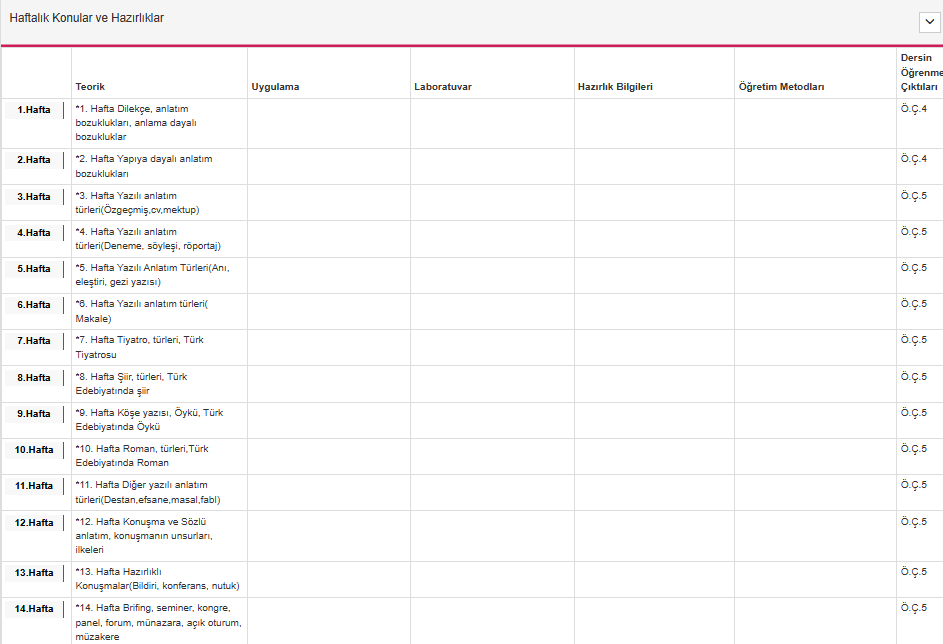 Haftalık Konular ve Hazırlıklar
Teorik
Uygulama
Laboratuvar
Hazırlık Bilgileri
Öğretim Metodları
Dersin
Öğrenme
Çıktıları
1.Hafta
*1. Hafta Dilekçe, anlatım
bozuklukları, anlama dayalı
bozukluklar
Ö.Ç.4
2.Hafta
*2. Hafta Yapıya dayalı anlatım
bozuklukları
Ö.Ç.4
3.Hafta
*3. Hafta Yazılı anlatım
türleri(Özgeçmiş,cv,mektup)
Ö.Ç.5
4.Hafta
*4. Hafta Yazılı anlatım
türleri(Deneme, söyleşi, röportaj)
Ö.Ç.5
5.Hafta
*5. Hafta Yazılı Anlatım Türleri(Anı,
eleştiri, gezi yazısı)
Ö.Ç.5
6.Hafta
*6. Hafta Yazılı anlatım türleri(
Makale)
Ö.Ç.5
7.Hafta
*7. Hafta Tiyatro, türleri, Türk
Tiyatrosu
Ö.Ç.5
8.Hafta
*8. Hafta Şiir, türleri, Türk
Edebiyatında şiir
Ö.Ç.5
9.Hafta
*9. Hafta Köşe yazısı, Öykü, Türk
Edebiyatında Öykü
Ö.Ç.5
10.Hafta
*10. Hafta Roman, türleri,Türk
Edebiyatında Roman
Ö.Ç.5
11.Hafta
*11. Hafta Diğer yazılı anlatım
türleri(Destan,efsane,masal,fabl)
Ö.Ç.5
12.Hafta
*12. Hafta Konuşma ve Sözlü
anlatım, konuşmanın unsurları,
ilkeleri
Ö.Ç.5
13.Hafta
*13. Hafta Hazırlıklı
Konuşmalar(Bildiri, konferans, nutuk)
Ö.Ç.5
14.Hafta
*14. Hafta Brifing, seminer, kongre,
panel, forum, münazara, açık oturum,
müzakere
Ö.Ç.5